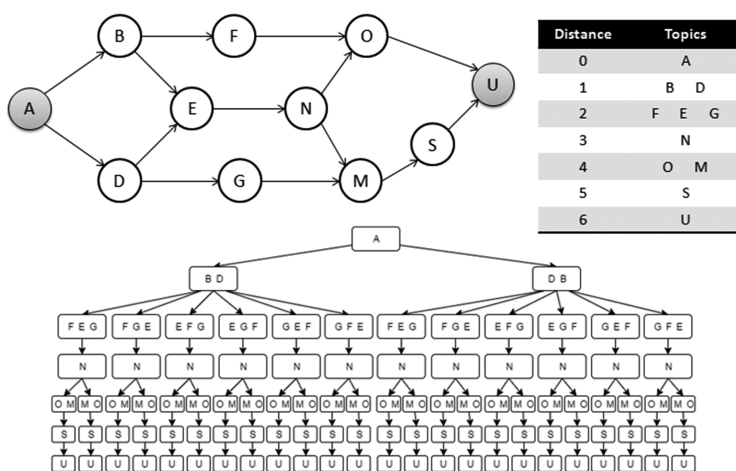 B F O
A E N U
D G M S
Distance Topics
0 A
1 B D
2 F E G
3 N
4 O M
5 S
6 U
A
B D D B
F E G F G E E F G E G F G E F G F E F E G F G E E F G E G F G E F G F E
N N N N N N N N N N N N
O M M O O M M O O M M O O M M O O M M O O M M O O M M O O M M O O M M O O M M O O M M O O M M O
S S S S S S S S S S S S S S S S S S S S S S S S
U U U U U U U U U U U U U U U U U U U U U U U U